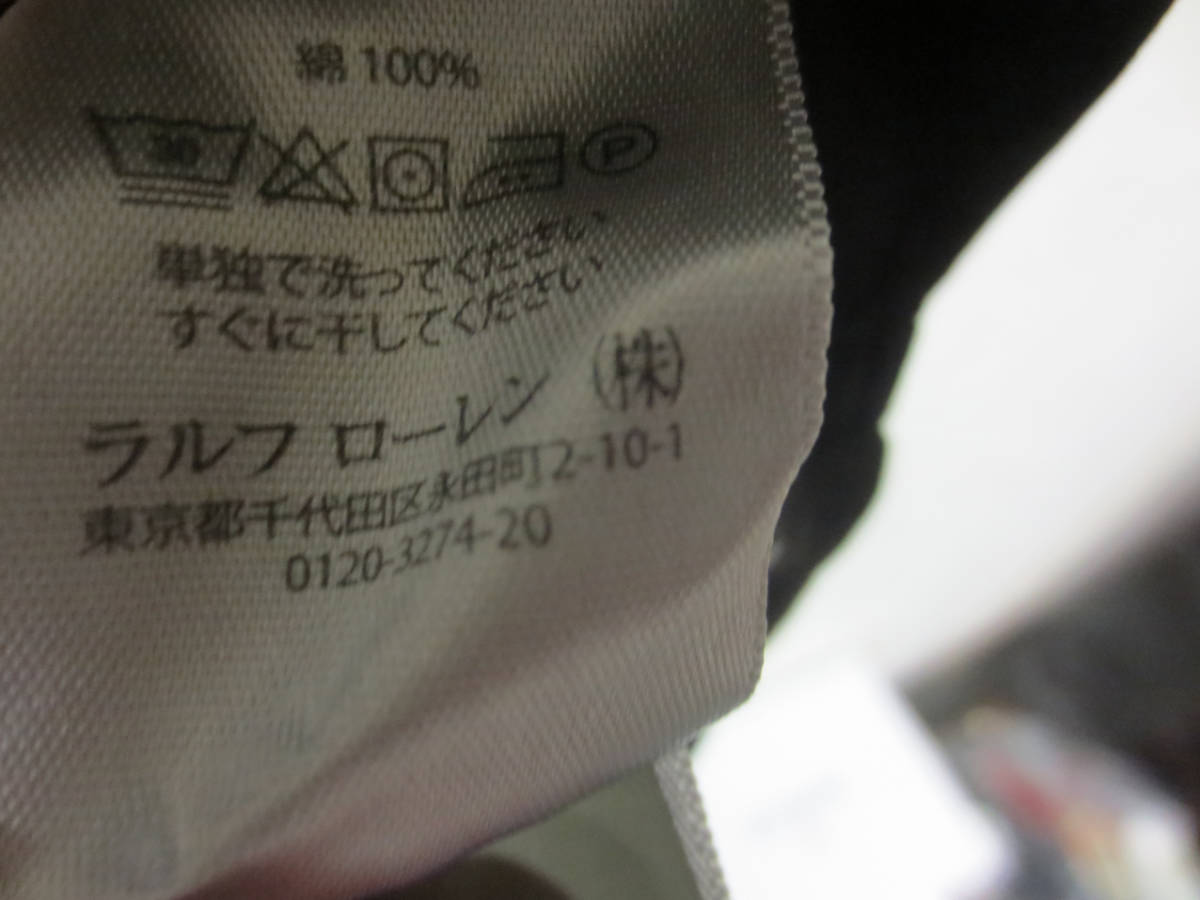 綿 100%
30
P
単独で洗ってください
すぐに干してください
ラルフ ローレン (株)
東京都千代田区永田町2-10-1
0120-3274-20